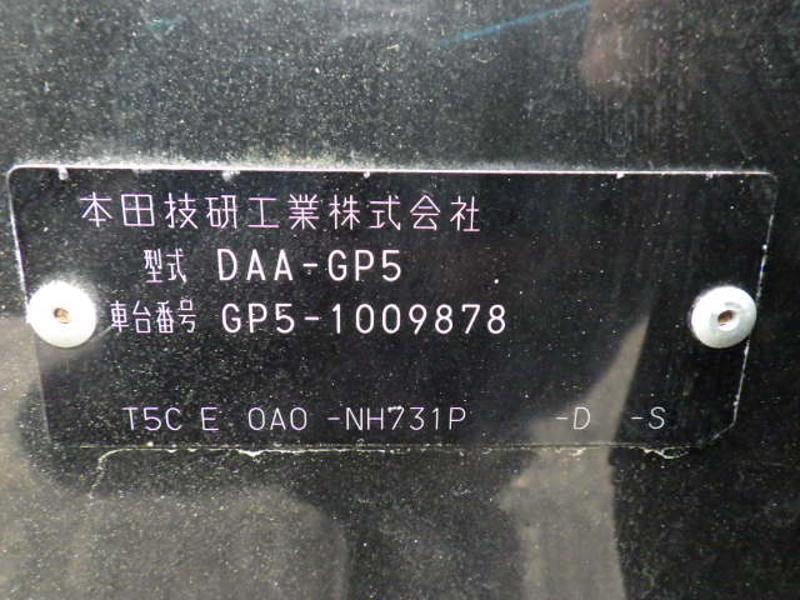 本田技研工業株式会社
型式 DAA-GP5
車台番号 GP5-1009878
T5C E 0A0 -NH731P -D -S